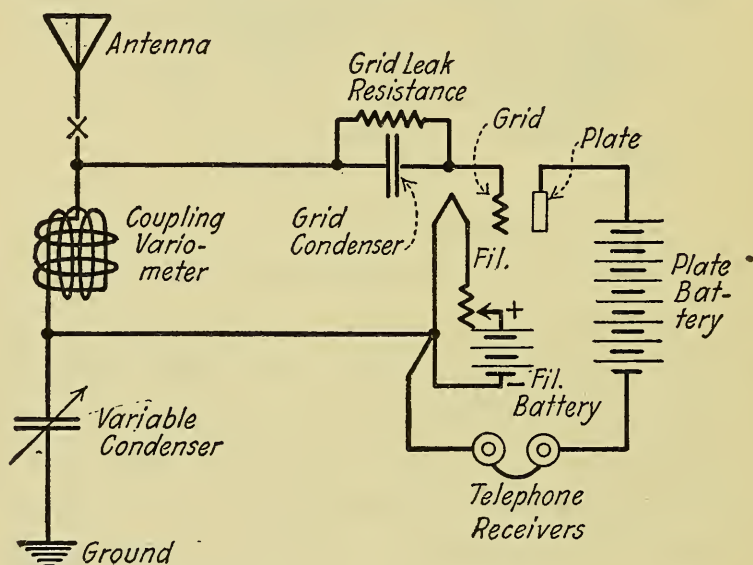 Antenna
Grid Leak
Resistance
Grid
Plate
Coupling
Vario-
meter
Grid
Condenser
Fil.
+
Plate
Bat-
tery
- Fil.
Battery
Variable
Condenser
Telephone
Receivers
Ground